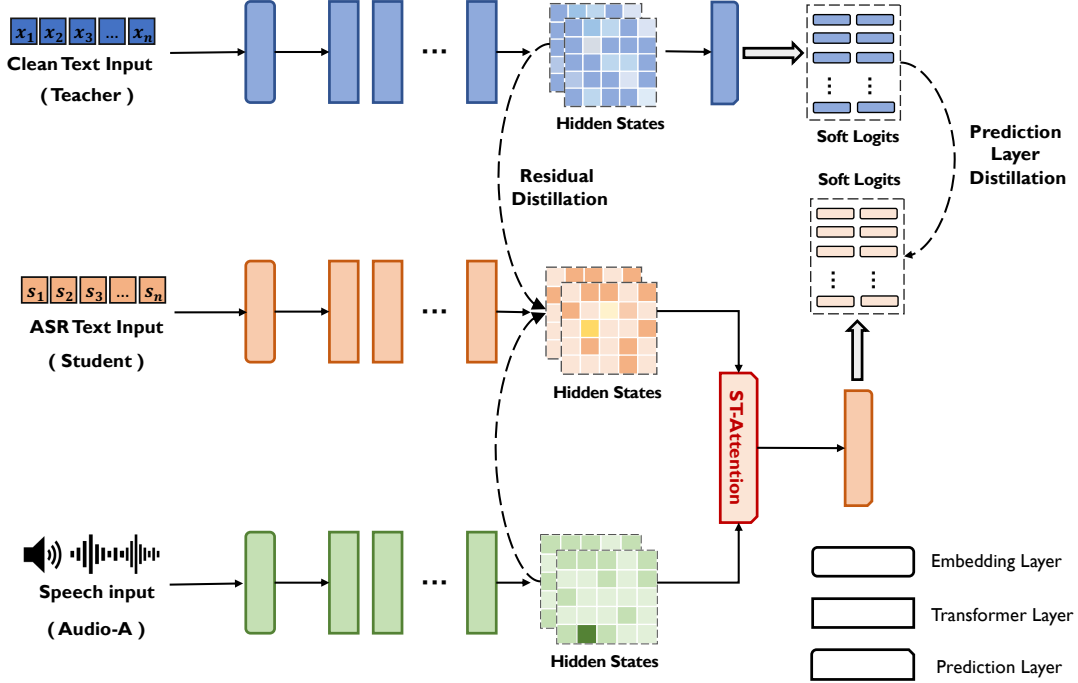 x₁ x₂ x₃ ... xₙ
Clean Text Input
( Teacher )
...
Hidden States
Soft Logits
Prediction
Layer
Distillation
Residual
Distillation
Soft Logits
s₁ s₂ s₃ ... sₙ
ASR Text Input
( Student )
...
Hidden States
ST-Attention
Speech input
( Audio-A )
...
Hidden States
Embedding Layer
Transformer Layer
Prediction Layer